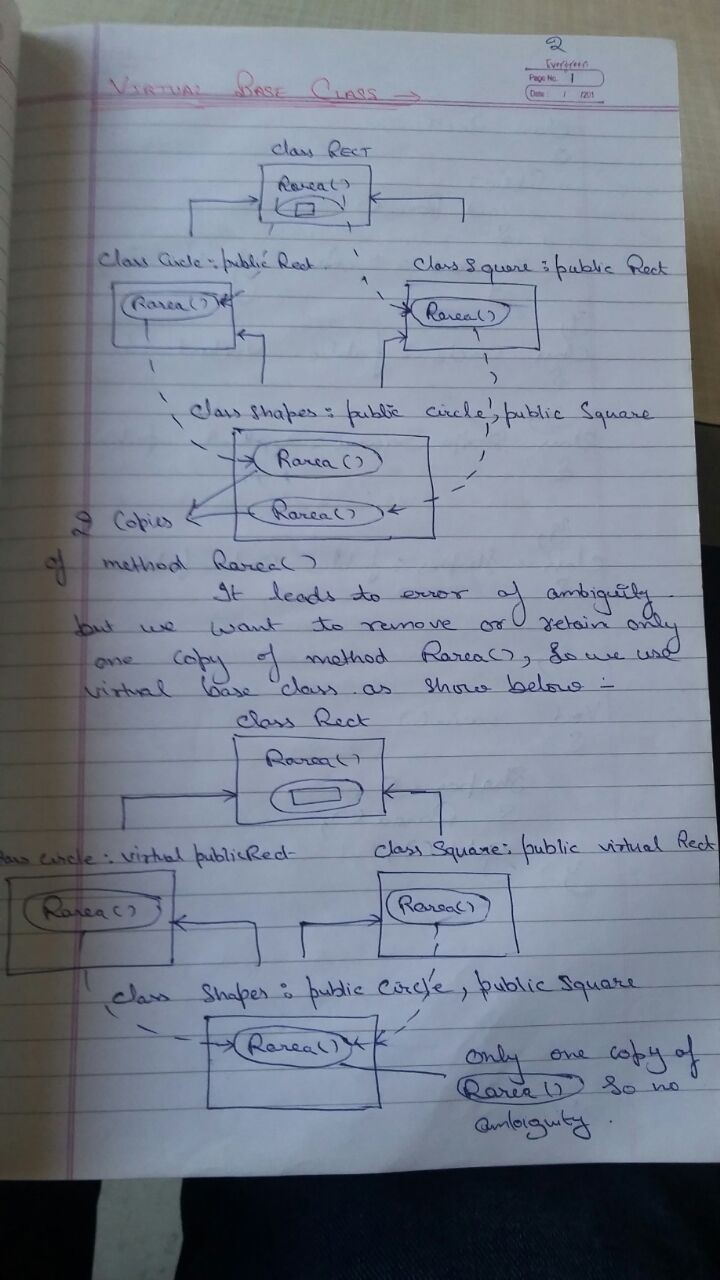 2
Evergreen
Page No. 1
Date: / /201
VIRTUAL BASE CLASS →
Class RECT
Rarea()
Class Circle : public Rect.
Class Square : public Rect
Rarea()
Rarea()
Class Shapes : public circle, public Square
Rarea()
Rarea()
2 Copies
of method Rarea()
It leads to error of ambiguity.
but we want to remove or retain only
one copy of method Rarea(), So we use
virtual base class as show below :-
Class Rect
Rarea()
circle : virtual public Rect
Class Square : public virtual Rect
Rarea()
Rarea()
Class Shapes : public Circle, public Square
Rarea()
only one copy of
Rarea() So no
ambiguity.